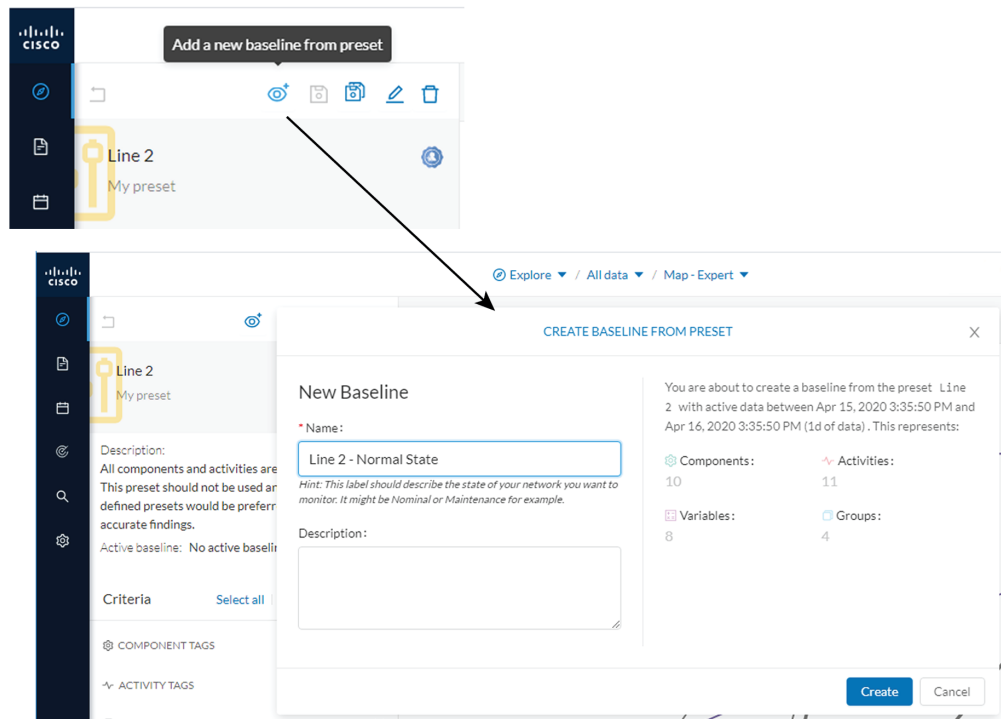 CISCO
Add a new baseline from preset
Line 2
My preset
CISCO
Explore / All data / Map - Expert
Line 2
My preset
Description:
All components and activities are
This preset should not be used an
defined presets would be preferr
accurate findings.
Active baseline: No active baselin
Criteria Select all
COMPONENT TAGS
ACTIVITY TAGS
CREATE BASELINE FROM PRESET
New Baseline
* Name:
Line 2 - Normal State
Hint: This label should describe the state of your network you want to
monitor. It might be Nominal or Maintenance for example.
Description:
You are about to create a baseline from the preset Line
2 with active data between Apr 15, 2020 3:35:50 PM and
Apr 16, 2020 3:35:50 PM (1d of data). This represents:
Components: Activities:
10 11
Variables: Groups:
8 4
Create Cancel